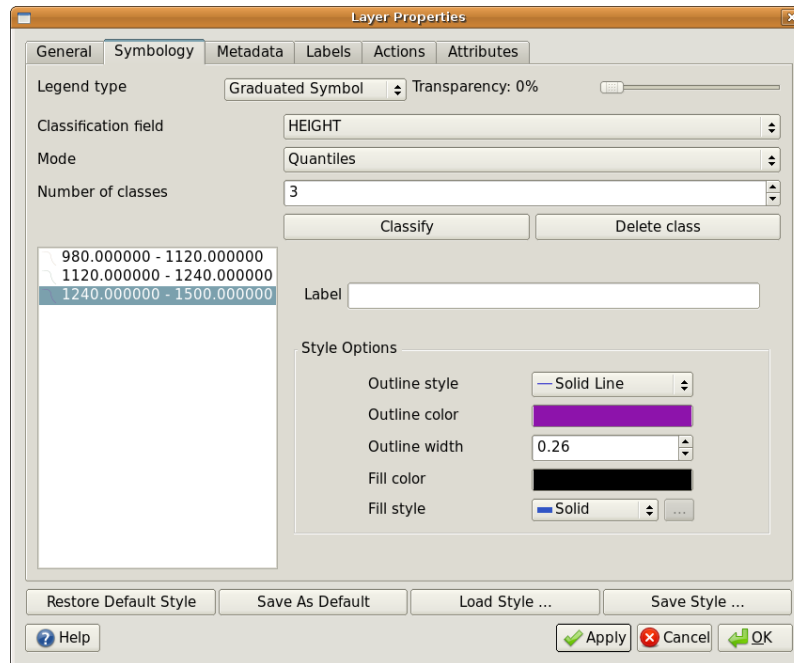 Layer Properties
General Symbology Metadata Labels Actions Attributes
Legend type Graduated Symbol Transparency: 0%
Classification field HEIGHT
Mode Quantiles
Number of classes 3
Classify Delete class
980.000000 - 1120.000000
1120.000000 - 1240.000000
1240.000000 - 1500.000000
Label
Style Options
Outline style Solid Line
Outline color
Outline width 0.26
Fill color
Fill style Solid ...
Restore Default Style Save As Default Load Style ... Save Style ...
Help Apply Cancel OK